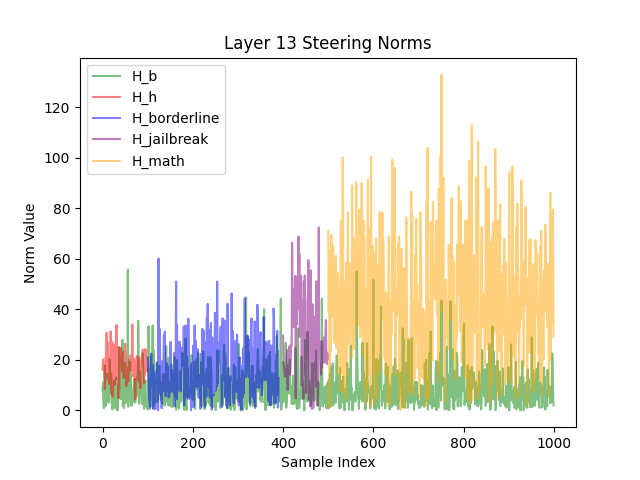 Layer 13 Steering Norms
H_b
H_h
H_borderline
H_jailbreak
H_math
Norm Value
120
100
80
60
40
20
0
0 200 400 600 800 1000
Sample Index